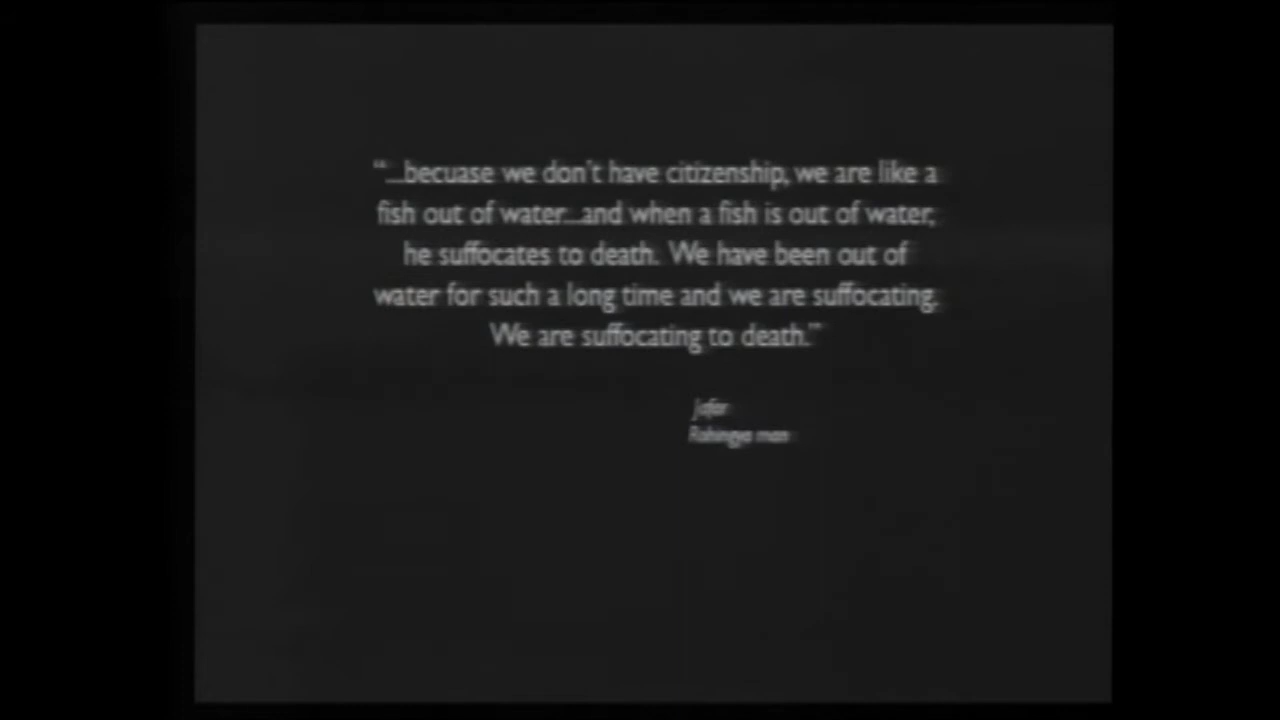 “...becuase we don't have citizenship, we are like a
fish out of water...and when a fish is out of water,
he suffocates to death. We have been out of
water for such a long time and we are suffocating.
We are suffocating to death.”
Jafar
Rohingya man